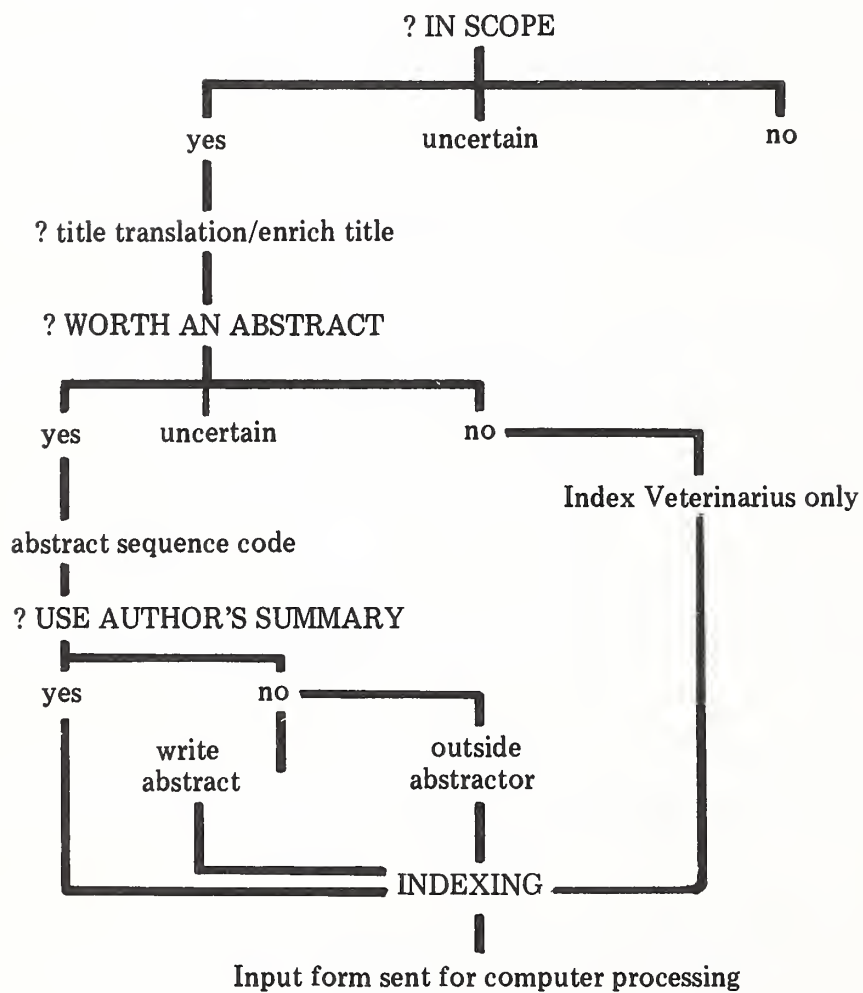 ? IN SCOPE
yes uncertain no
? title translation/enrich title
? WORTH AN ABSTRACT
yes uncertain no
Index Veterinarius only
abstract sequence code
? USE AUTHOR'S SUMMARY
yes no
write outside
abstract abstractor
INDEXING
Input form sent for computer processing